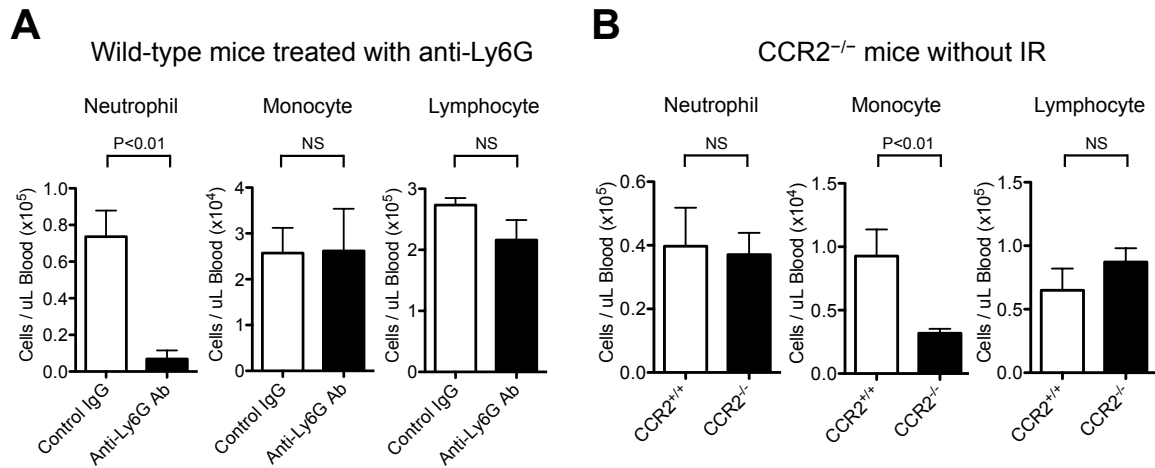 A
Wild-type mice treated with anti-Ly6G
Neutrophil
P<0.01
Cells / uL Blood (x10⁵)
1.0
0.8
0.6
0.4
0.2
0.0
Control IgG
Anti-Ly6G Ab
Monocyte
NS
Cells / uL Blood (x10⁴)
5
4
3
2
1
0
Control IgG
Anti-Ly6G Ab
Lymphocyte
NS
Cells / uL Blood (x10⁵)
3
2
1
0
Control IgG
Anti-Ly6G Ab
B
CCR2⁻/⁻ mice without IR
Neutrophil
NS
Cells / uL Blood (x10⁵)
0.6
0.4
0.2
0.0
CCR2⁺/⁺
CCR2⁻/⁻
Monocyte
P<0.01
Cells / uL Blood (x10⁴)
1.5
1.0
0.5
0.0
CCR2⁺/⁺
CCR2⁻/⁻
Lymphocyte
NS
Cells / uL Blood (x10⁵)
1.5
1.0
0.5
0.0
CCR2⁺/⁺
CCR2⁻/⁻